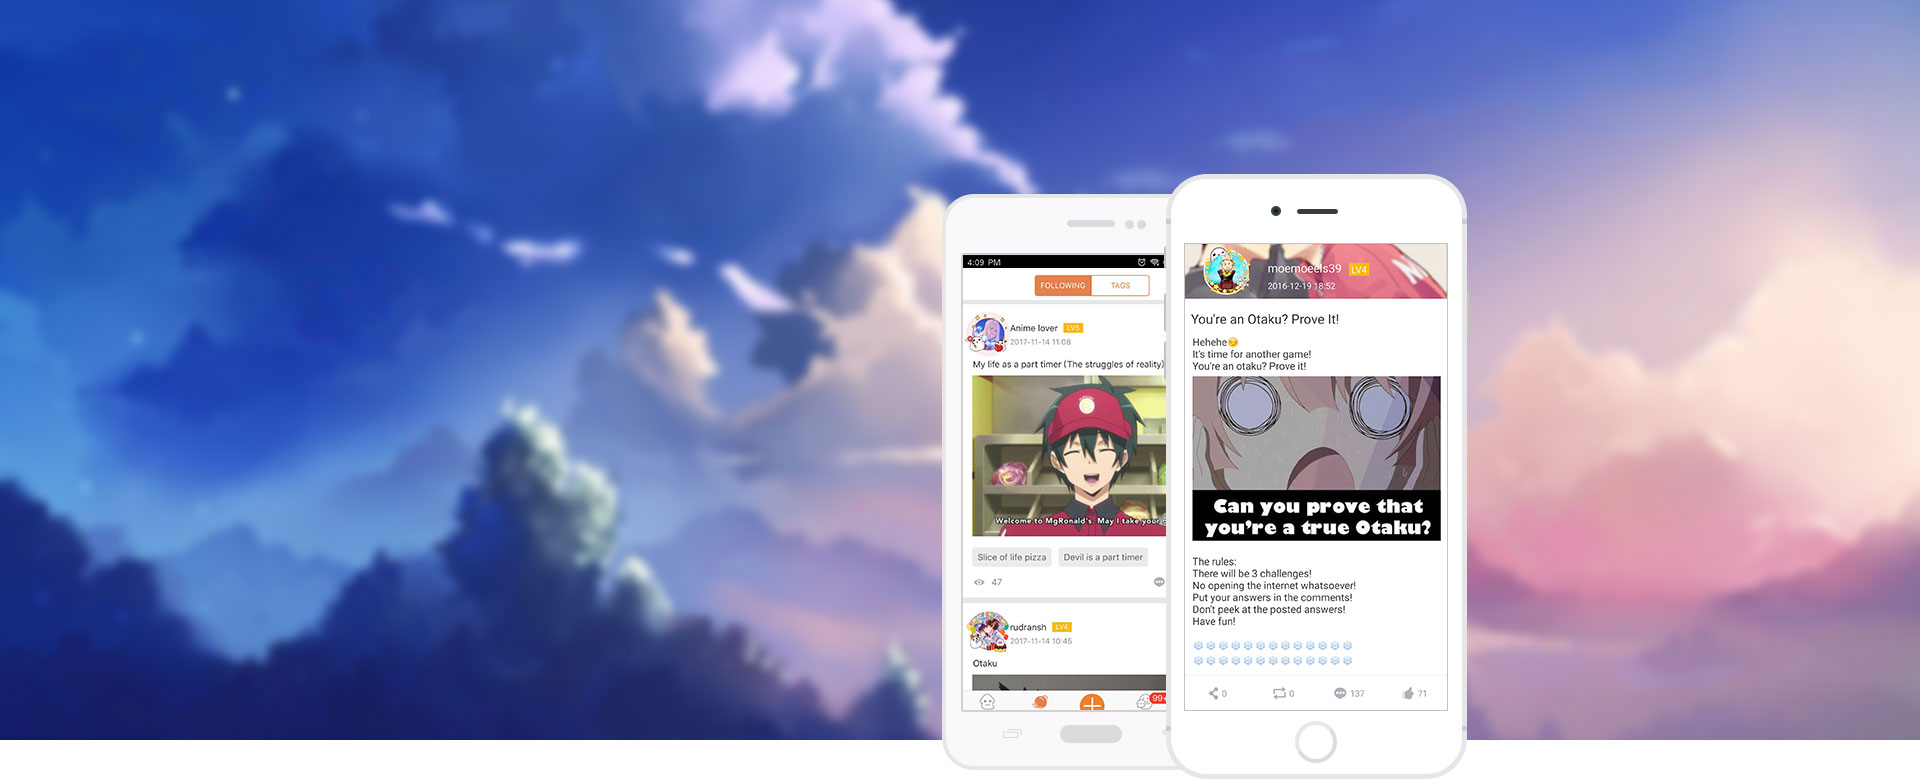 4:09 PM
FOLLOWING
TAGS
Anime lover LV5
2017-11-14 11:08
My life as a part timer (The struggles of reality)
Welcome to MgRonald's. May I take your
Slice of life pizza
Devil is a part timer
47
rudransh LV4
2017-11-14 10:45
Otaku
99+
moemoeels39 LV4
2016-12-19 18:52
You're an Otaku? Prove It!
Hehehe😏
It's time for another game!
You're an otaku? Prove it!
Can you prove that
you're a true Otaku?
The rules:
There will be 3 challenges!
No opening the internet whatsoever!
Put your answers in the comments!
Don't peek at the posted answers!
Have fun!
0
0
137
71